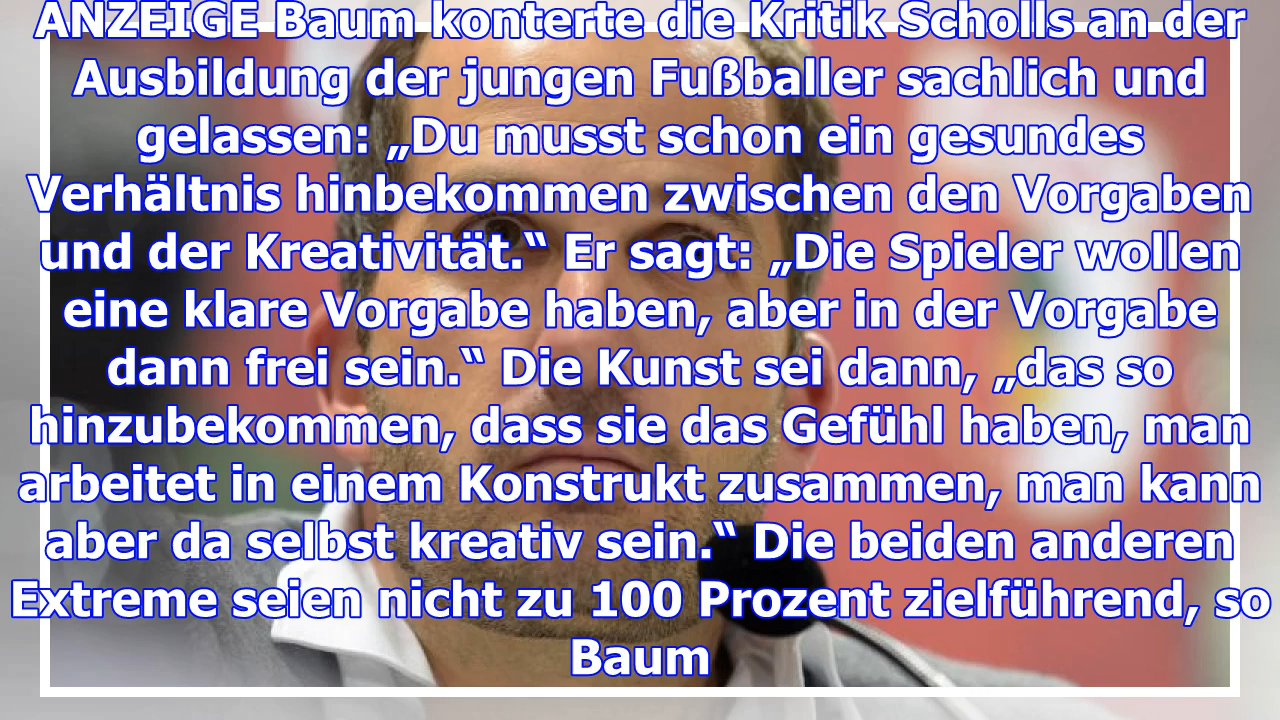 ANZEIGE Baum konterte die Kritik Scholls an der
Ausbildung der jungen Fußballer sachlich und
gelassen: „Du musst schon ein gesundes
Verhältnis hinbekommen zwischen den Vorgaben
und der Kreativität.“ Er sagt: „Die Spieler wollen
eine klare Vorgabe haben, aber in der Vorgabe
dann frei sein.“ Die Kunst sei dann, „das so
hinzubekommen, dass sie das Gefühl haben, man
arbeitet in einem Konstrukt zusammen, man kann
aber da selbst kreativ sein.“ Die beiden anderen
Extreme seien nicht zu 100 Prozent zielführend, so
Baum